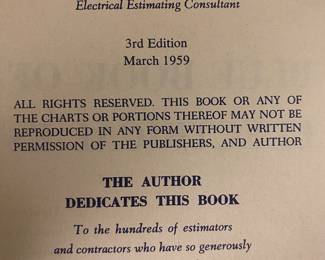 Electrical Estimating Consultant
3rd Edition
March 1959
ALL RIGHTS RESERVED. THIS BOOK OR ANY OF
THE CHARTS OR PORTIONS THEREOF MAY NOT BE
REPRODUCED IN ANY FORM WITHOUT WRITTEN
PERMISSION OF THE PUBLISHERS, AND AUTHOR
THE AUTHOR
DEDICATES THIS BOOK
To the hundreds of estimators
and contractors who have so generously